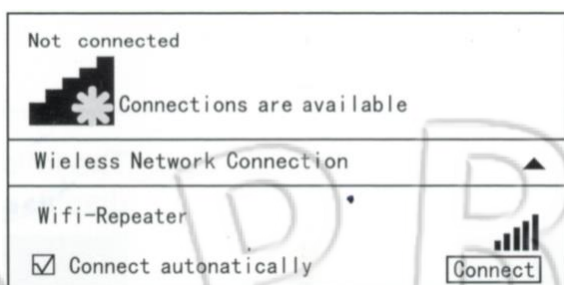 Not connected
Connections are available
Wieless Network Connection
Wifi-Repeater
Connect autonatically
Connect